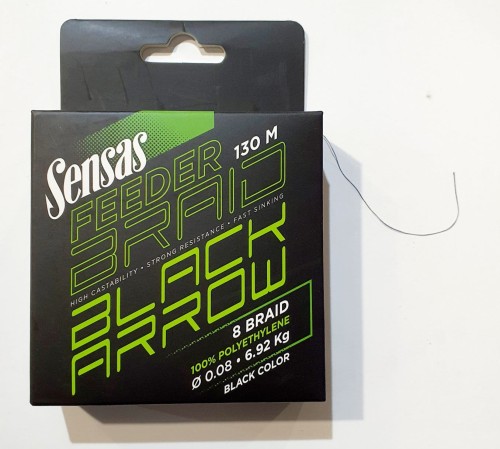 Sensas
130 M
FEEDER
BRAID
HIGH CASTABILITY • STRONG RESISTANCE • FAST SINKING
BLACK
ARROW
8 BRAID
100% POLYETHYLENE
Ø 0.08 • 6.92 Kg
BLACK COLOR